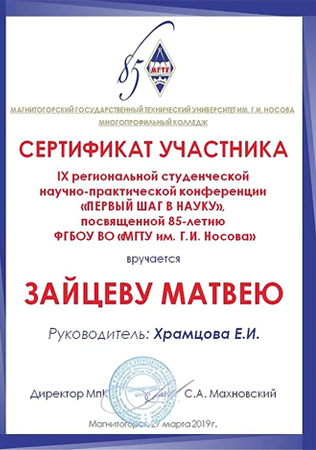 85
МГТУ
МАГНИТОГОРСКИЙ ГОСУДАРСТВЕННЫЙ ТЕХНИЧЕСКИЙ УНИВЕРСИТЕТ ИМ. Г.И. НОСОВА
МНОГОПРОФИЛЬНЫЙ КОЛЛЕДЖ
СЕРТИФИКАТ УЧАСТНИКА
IX региональной студенческой
научно-практической конференции
«ПЕРВЫЙ ШАГ В НАУКУ»,
посвященной 85-летию
ФГБОУ ВО «МГТУ им. Г.И. Носова»
вручается
ЗАЙЦЕВУ МАТВЕЮ
Руководитель: Храмцова Е.И.
Директор МпК С.А. Махновский
Магнитогорск, 27 марта 2019 г.